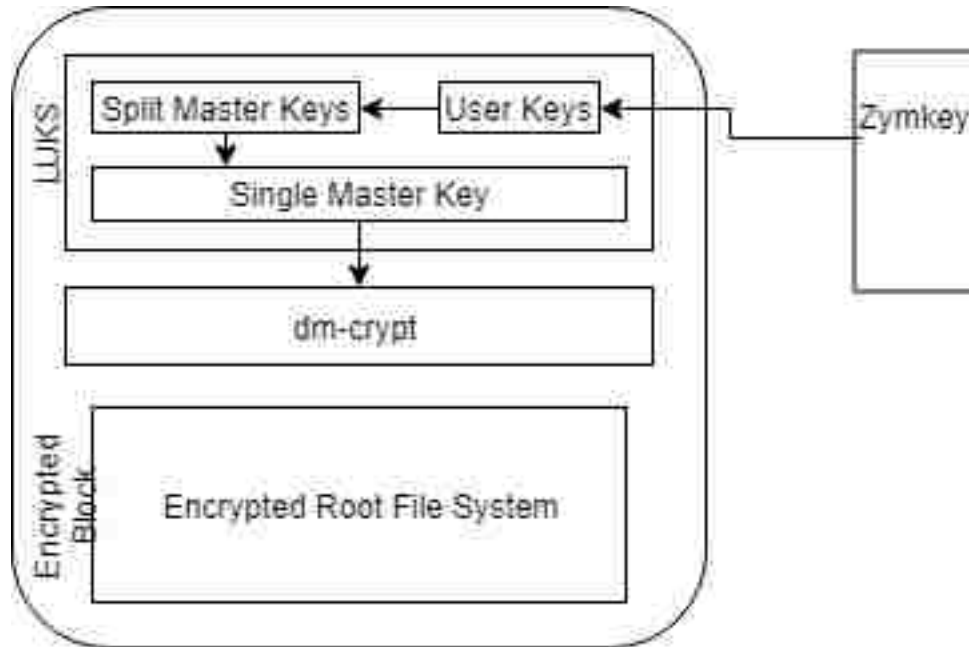 LUKS
Split Master Keys
User Keys
Zymkey
Single Master Key
dm-crypt
Encrypted
Block
Encrypted Root File System